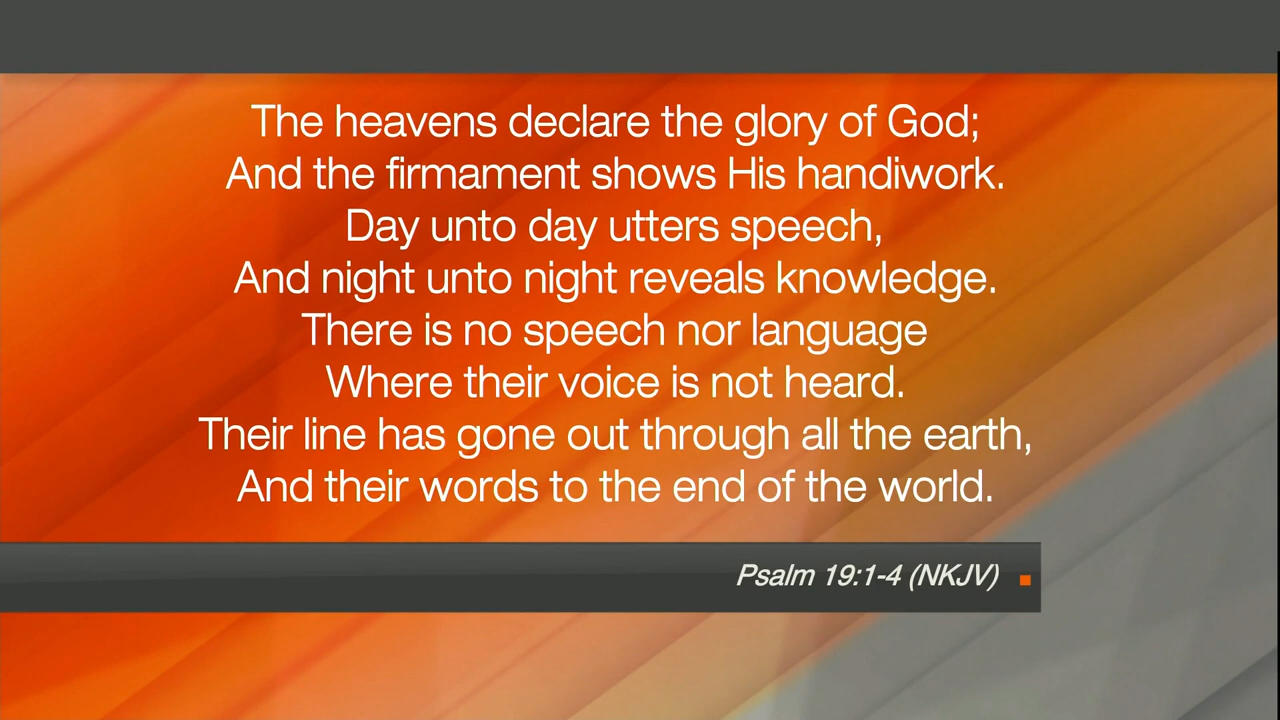 The heavens declare the glory of God;
And the firmament shows His handiwork.
Day unto day utters speech,
And night unto night reveals knowledge.
There is no speech nor language
Where their voice is not heard.
Their line has gone out through all the earth,
And their words to the end of the world.
Psalm 19:1-4 (NKJV)